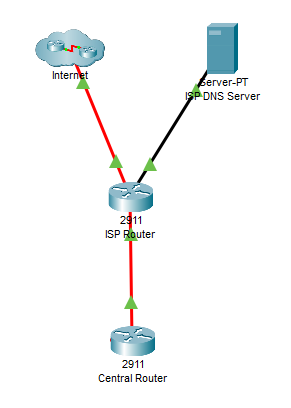 Internet
Server-PT
ISP DNS Server
2911
ISP Router
2911
Central Router